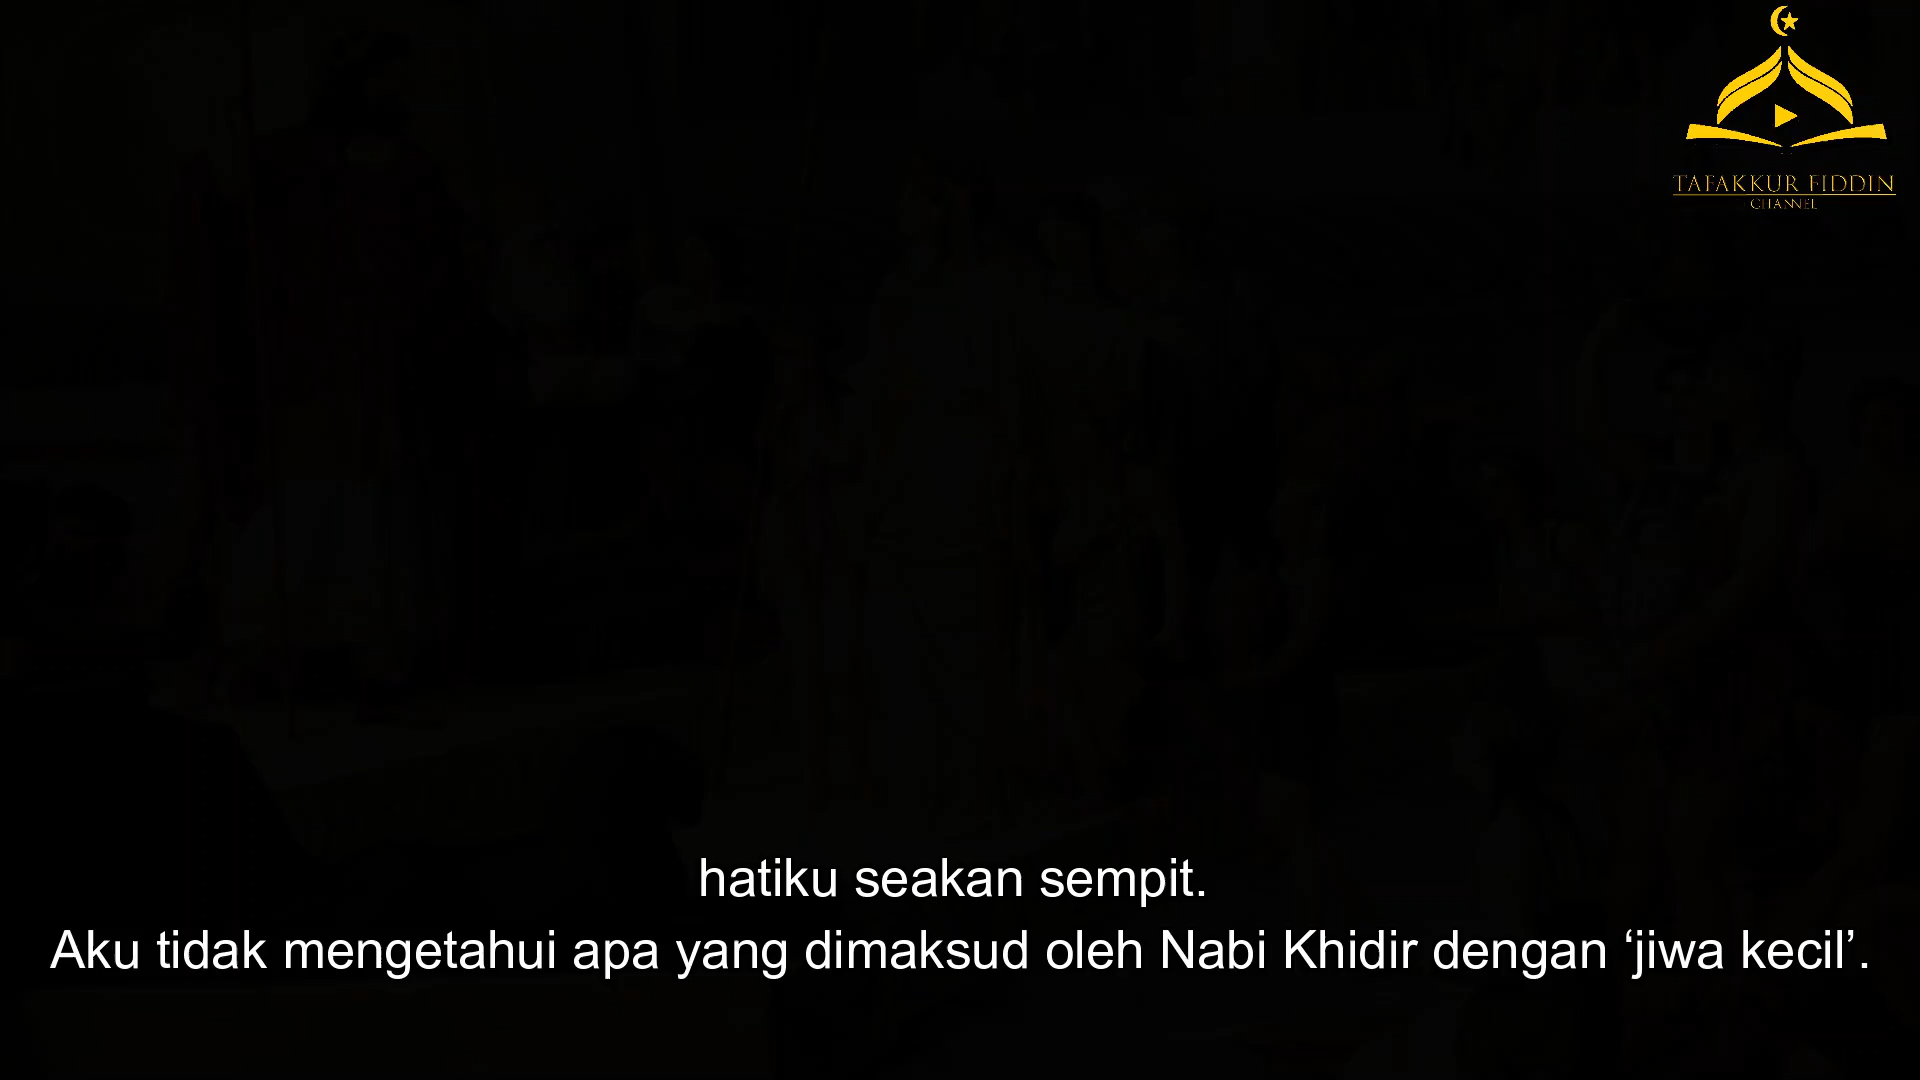 TAFAKKUR FIDDIN
CHANNEL
hatiku seakan sempit.
Aku tidak mengetahui apa yang dimaksud oleh Nabi Khidir dengan ‘jiwa kecil’.